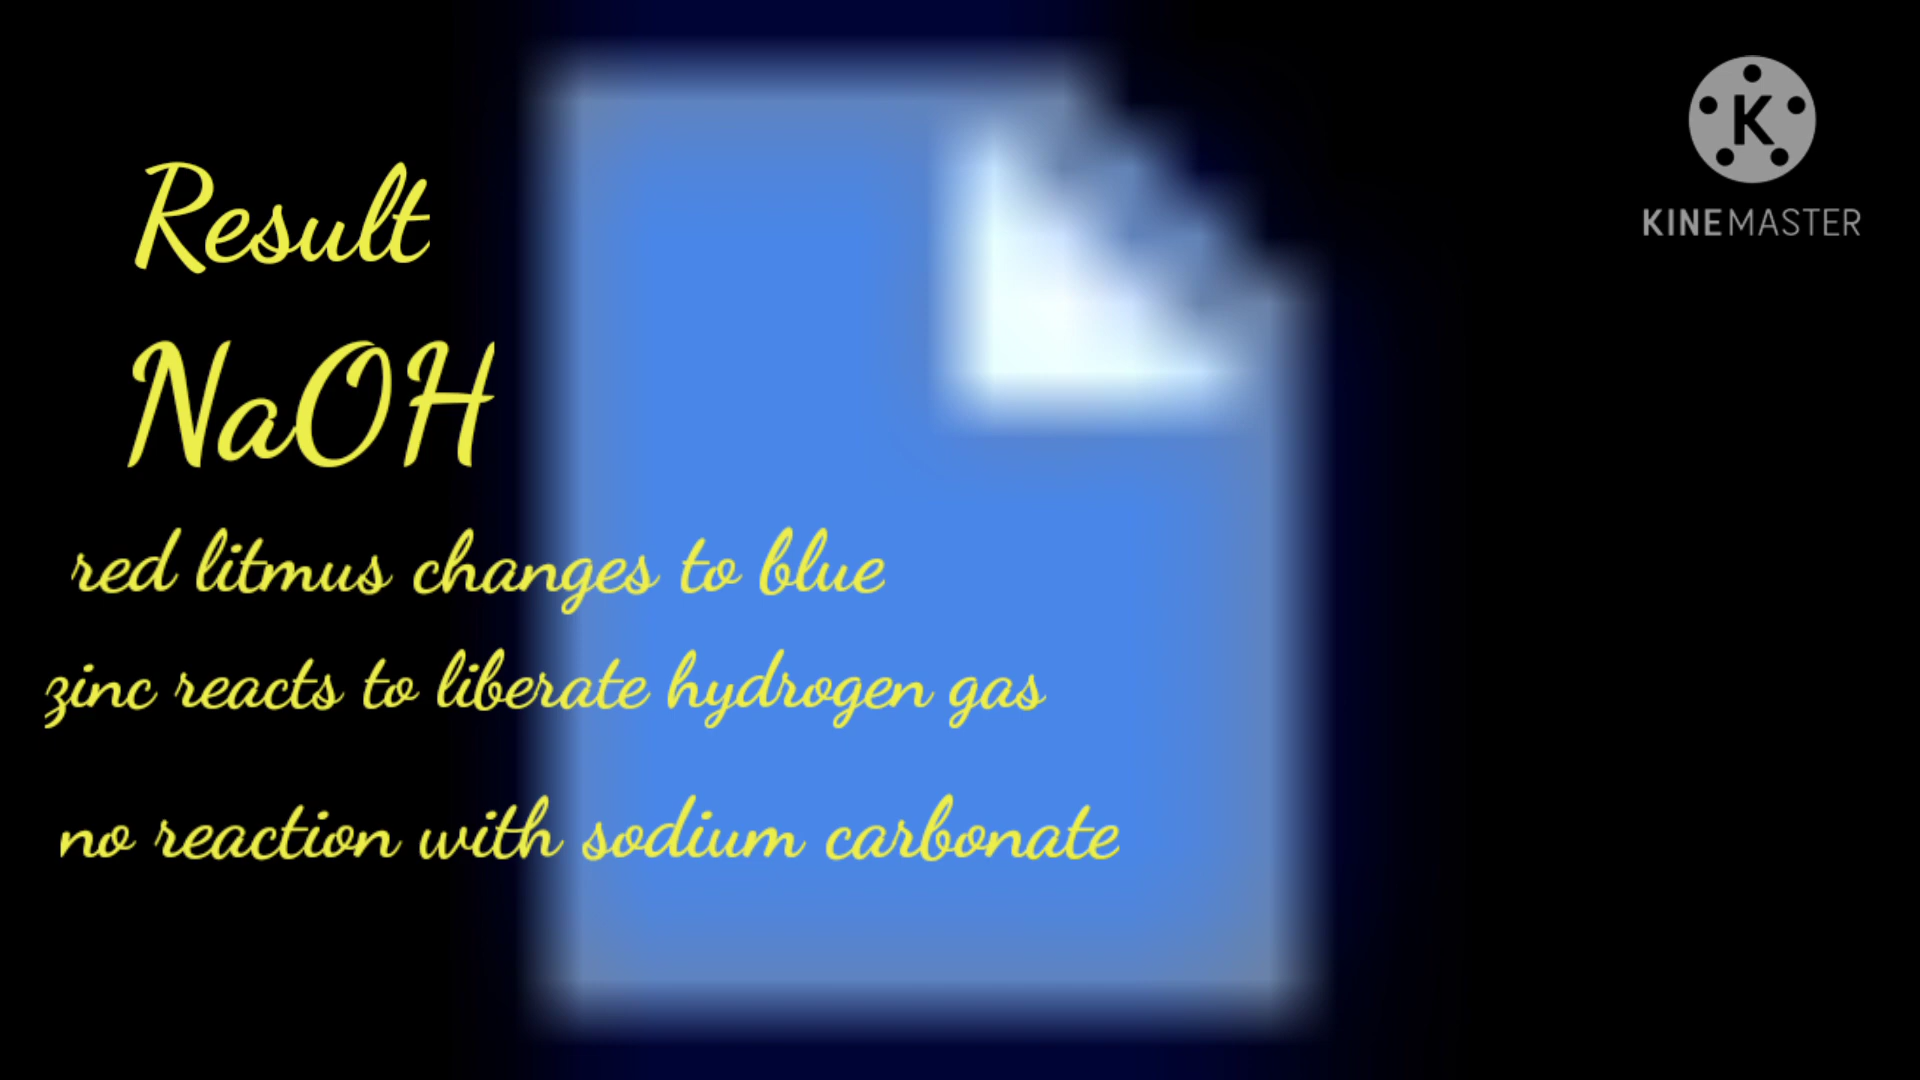 Result
NaOH
red litmus changes to blue
zinc reacts to liberate hydrogen gas
no reaction with sodium carbonate
K
KINEMASTER